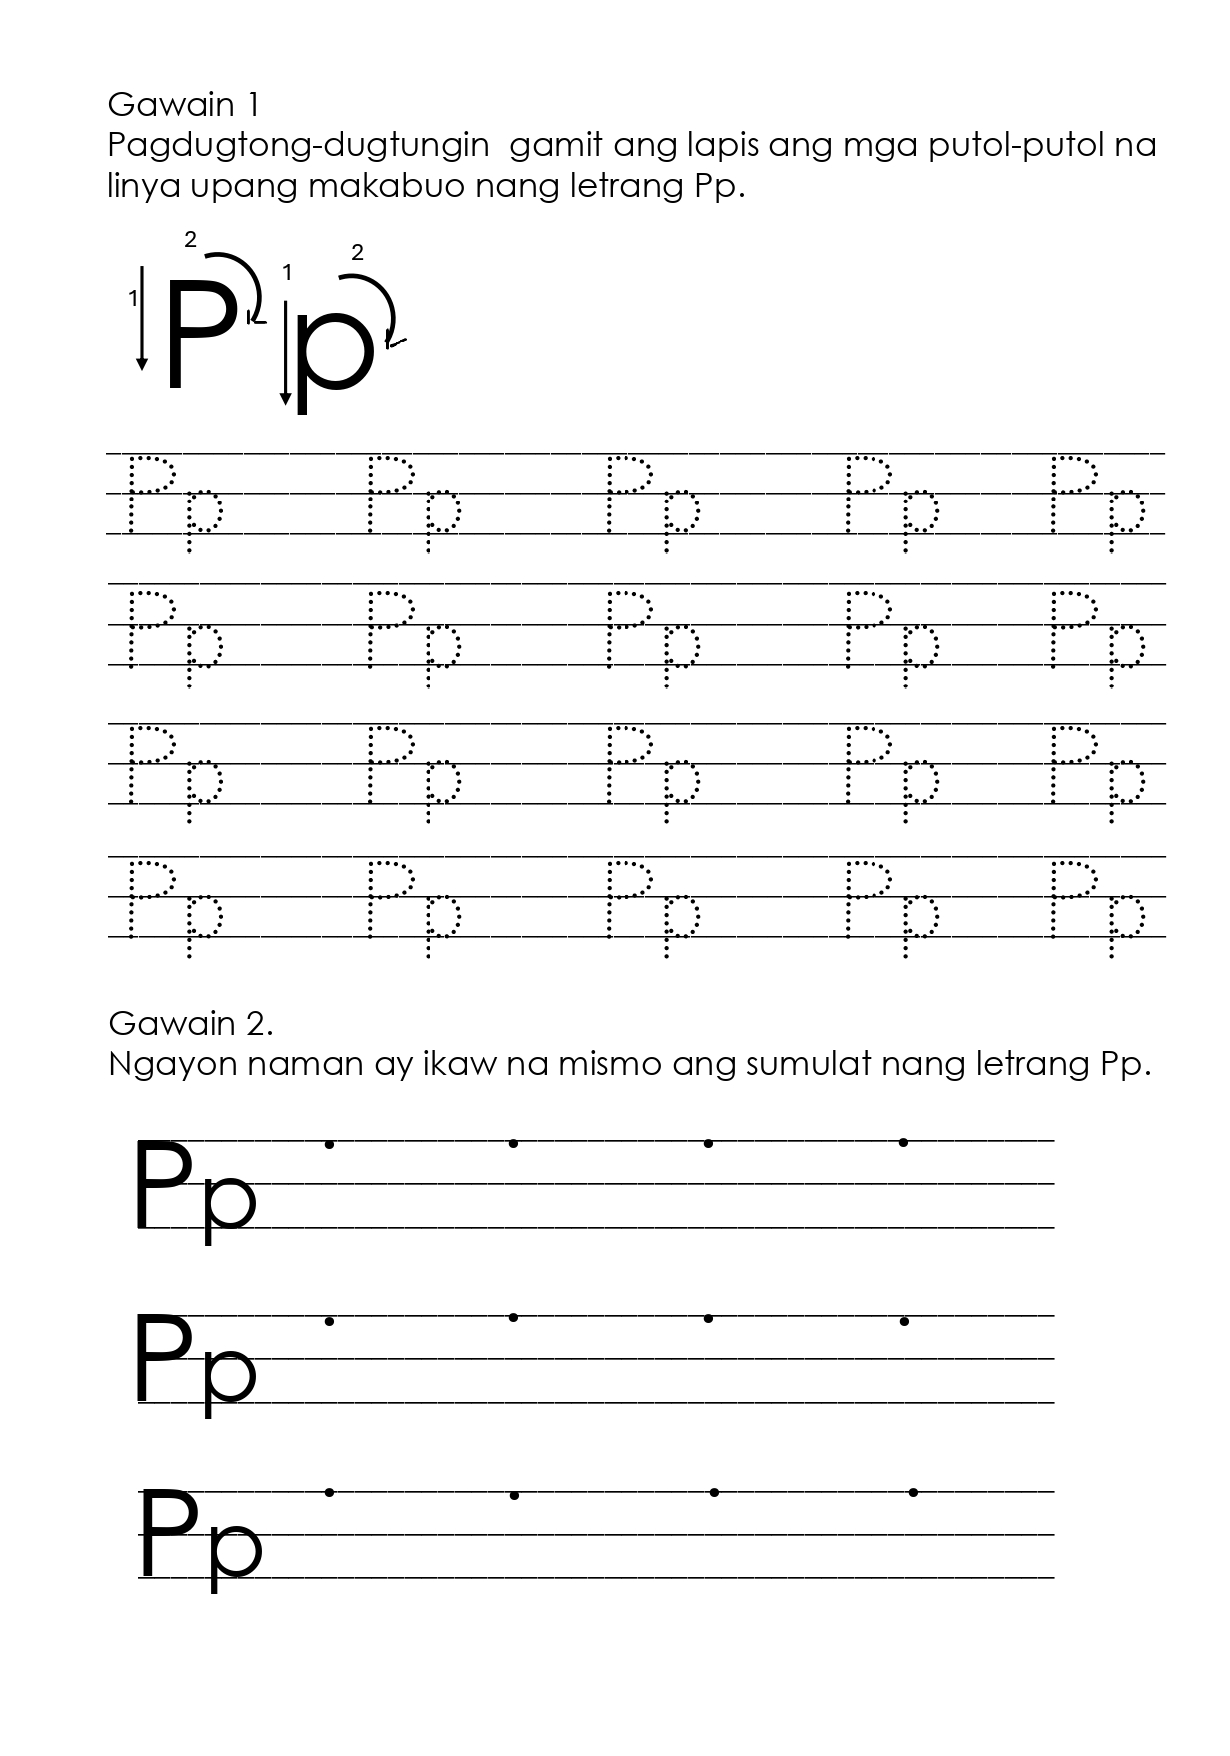 Gawain 1
Pagdugtong-dugtungin gamit ang lapis ang mga putol-putol na
linya upang makabuo nang letrang Pp.
2 2
1 1
P p
Pp Pp Pp Pp Pp
Pp Pp Pp Pp Pp
Pp Pp Pp Pp Pp
Pp Pp Pp Pp Pp
Gawain 2.
Ngayon naman ay ikaw na mismo ang sumulat nang letrang Pp.
Pp
Pp
Pp